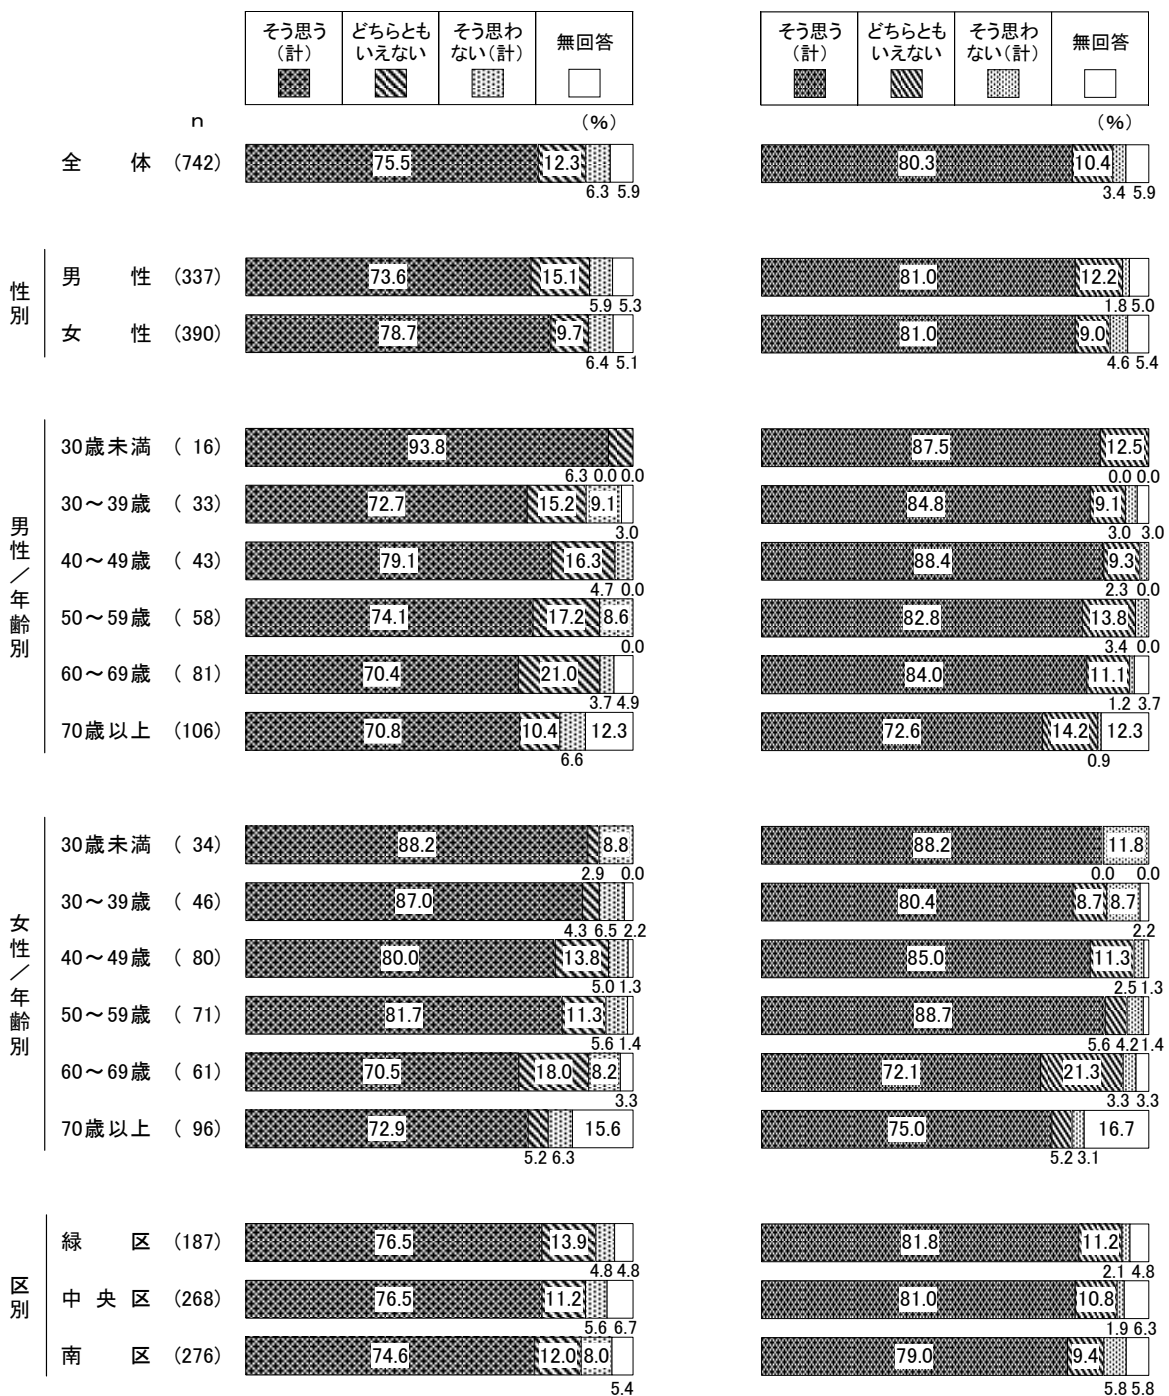 そう思う
(計)
どちらとも
いえない
そう思わ
ない(計)
無回答
そう思う
(計)
どちらとも
いえない
そう思わ
ない(計)
無回答
n (%) (%)
全体 (742) 75.5 12.3 80.3 10.4
6.3 5.9 3.4 5.9
性別
男性 (337) 73.6 15.1 81.0 12.2
5.9 5.3 1.8 5.0
女性 (390) 78.7 9.7 81.0 9.0
6.4 5.1 4.6 5.4
男性/年齢別
30歳未満 ( 16) 93.8 87.5 12.5
6.3 0.0 0.0 0.0 0.0
30~39歳 ( 33) 72.7 15.2 9.1 84.8 9.1
3.0 3.0 3.0
40~49歳 ( 43) 79.1 16.3 88.4 9.3
4.7 0.0 2.3 0.0
50~59歳 ( 58) 74.1 17.2 8.6 82.8 13.8
0.0 3.4 0.0
60~69歳 ( 81) 70.4 21.0 84.0 11.1
3.7 4.9 1.2 3.7
70歳以上 (106) 70.8 10.4 12.3 72.6 14.2 12.3
6.6 0.9
女性/年齢別
30歳未満 ( 34) 88.2 8.8 88.2 11.8
2.9 0.0 0.0 0.0
30~39歳 ( 46) 87.0 80.4 8.7 8.7
4.3 6.5 2.2 2.2
40~49歳 ( 80) 80.0 13.8 85.0 11.3
5.0 1.3 2.5 1.3
50~59歳 ( 71) 81.7 11.3 88.7
5.6 1.4 5.6 4.2 1.4
60~69歳 ( 61) 70.5 18.0 8.2 72.1 21.3
3.3 3.3 3.3
70歳以上 ( 96) 72.9 15.6 75.0 16.7
5.2 6.3 5.2 3.1
区別
緑区 (187) 76.5 13.9 81.8 11.2
4.8 4.8 2.1 4.8
中央区 (268) 76.5 11.2 81.0 10.8
5.6 6.7 1.9 6.3
南区 (276) 74.6 12.0 8.0 79.0 9.4
5.4 5.8 5.8